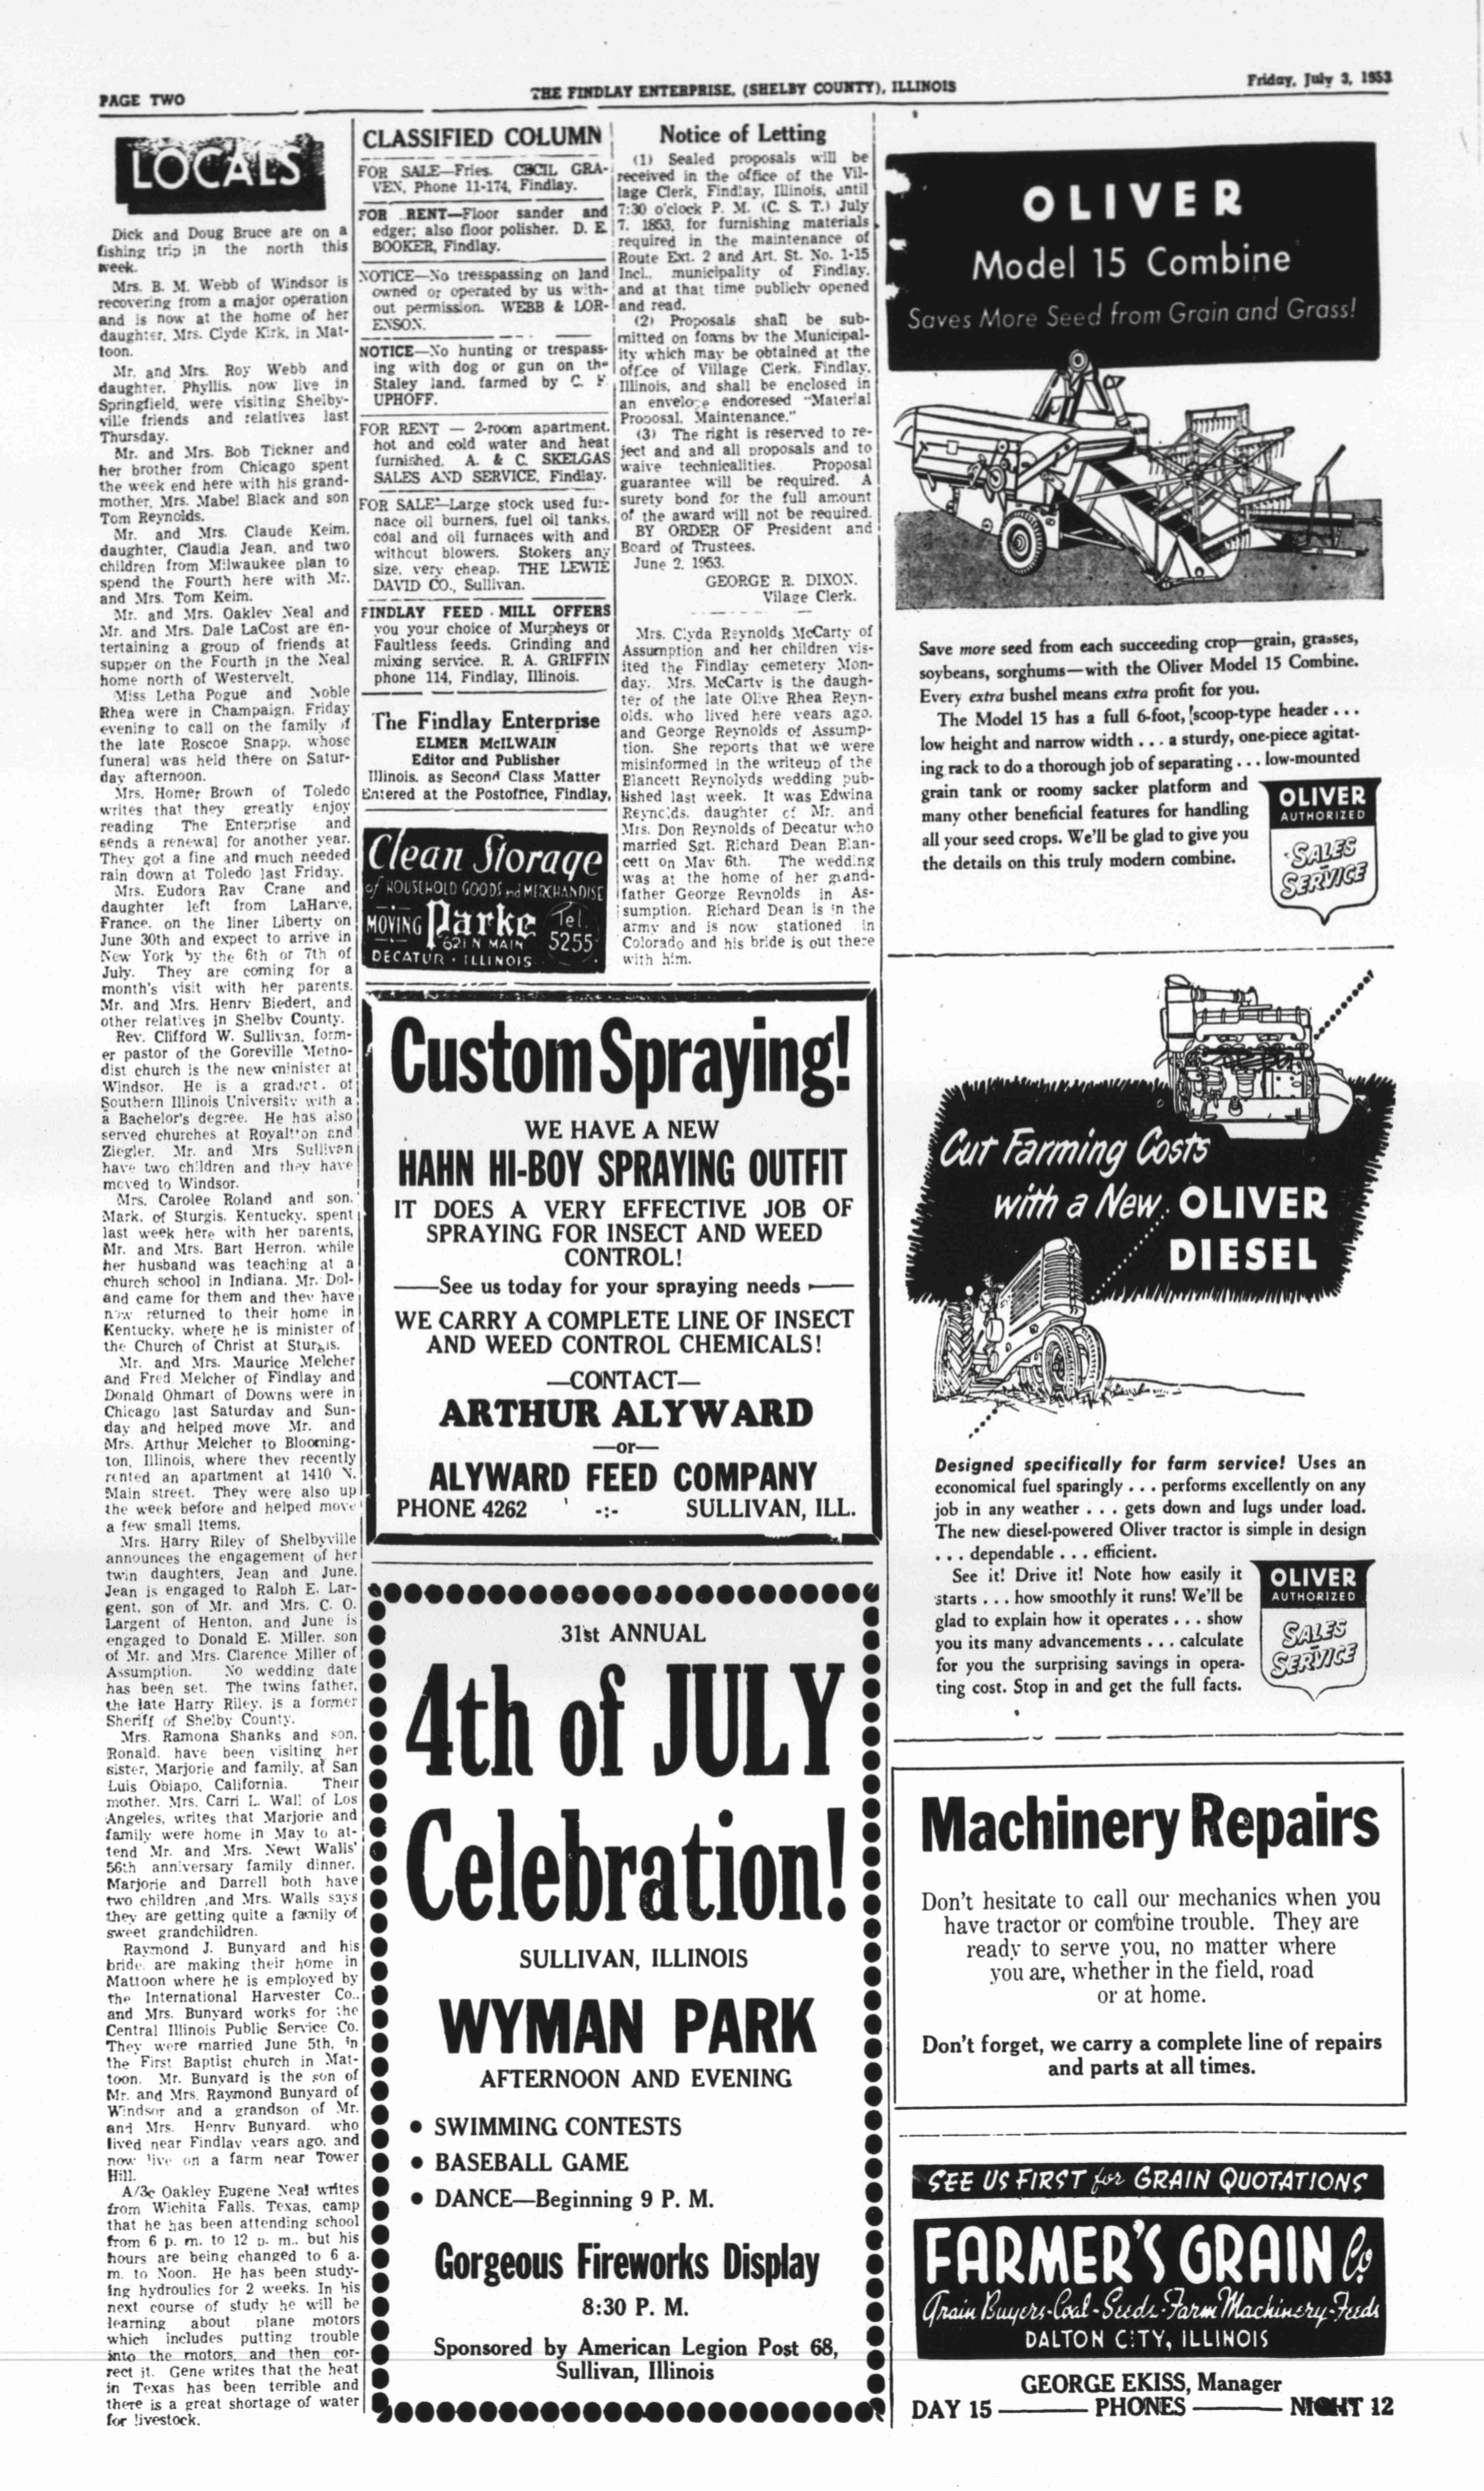 PAGE TWO
THE FINDLAY ENTERPRISE, (SHELBY COUNTY), ILLINOIS
Friday, July 3, 1953
LOCALS
Dick and Doug Bruce are on a
fishing trip in the north this
week.
Mrs. B. M. Webb of Windsor is
recovering from a major operation
and is now at the home of her
daughter, Mrs. Clyde Kirk, in Mat-
toon.
Mr. and Mrs. Roy Webb and
daughter, Phyllis, now live in
Springfield, were visiting Shelby-
ville friends and relatives last
Thursday.
Mr. and Mrs. Bob Tickner and
her brother from Chicago spent
the week end here with his grand-
mother, Mrs. Mabel Black and son
Tom Reynolds.
Mr. and Mrs. Claude Keim,
daughter, Claudia Jean, and two
children from Milwaukee plan to
spend the Fourth here with Mr.
and Mrs. Tom Keim.
Mr. and Mrs. Oakley Neal and
Mr. and Mrs. Dale LaCost are en-
tertaining a group of friends at
supper on the Fourth in the Neal
home north of Westervelt.
Miss Letha Pogue and Noble
Rhea were in Champaign, Friday
evening to call on the family of
the late Roscoe Snapp, whose
funeral was held there on Satur-
day afternoon.
Mrs. Homer Brown of Toledo
writes that they greatly enjoy
reading The Enterprise and
sends a renewal for another year.
They got a fine and much needed
rain down at Toledo last Friday.
Mrs. Eudora Ray Crane and
daughter left from LaHarve,
France, on the liner Liberty on
June 30th and expect to arrive in
New York by the 6th or 7th of
July. They are coming for a
month's visit with her parents,
Mr. and Mrs. Henry Biedert, and
other relatives in Shelby County.
Rev. Clifford W. Sullivan, form-
er pastor of the Goreville Metho-
dist church is the new minister at
Windsor. He is a of
Southern Illinois University with a
a Bachelor's degree. He has also
served churches at Royalton and
Ziegler. Mr. and Mrs Sullivan
have two children and they have
moved to Windsor.
Mrs. Carolee Roland and son,
Mark, of Sturgis, Kentucky, spent
last week here with her parents,
Mr. and Mrs. Bart Herron, while
her husband was teaching at a
church school in Indiana. Mr. Dol-
and came for them and they have
now returned to their home in
Kentucky, where he is minister of
the Church of Christ at Sturgis.
Mr. and Mrs. Maurice Melcher
and Fred Melcher of Findlay and
Donald Ohmart of Downs were in
Chicago last Saturday and Sun-
day and helped move Mr. and
Mrs. Arthur Melcher to Blooming-
ton, Illinois, where they recently
rented an apartment at 1410 N.
Main street. They were also up
the week before and helped move
a few small items.
Mrs. Harry Riley of Shelbyville
announces the engagement of her
twin daughters, Jean and June.
Jean is engaged to Ralph E. Lar-
gent, son of Mr. and Mrs. C. O.
Largent of Henton, and June is
engaged to Donald E. Miller, son
of Mr. and Mrs. Clarence Miller of
Assumption. No wedding date
has been set. The twins father,
the late Harry Riley, is a former
Sheriff of Shelby County.
Mrs. Ramona Shanks and son,
Ronald, have been visiting her
sister, Marjorie and family, at San
Luis Obiapo, California. Their
mother, Mrs. Carri L. Wall of Los
Angeles, writes that Marjorie and
family were home in May to at-
tend Mr. and Mrs. Newt Walls'
56th anniversary family dinner.
Marjorie and Darrell both have
two children ,and Mrs. Walls says
they are getting quite a family of
sweet grandchildren.
Raymond J. Bunyard and his
bride, are making their home in
Mattoon where he is employed by
the International Harvester Co.,
and Mrs. Bunyard works for the
Central Illinois Public Service Co.
They were married June 5th, in
the First Baptist church in Mat-
toon. Mr. Bunyard is the son of
Mr. and Mrs. Raymond Bunyard of
Windsor and a grandson of Mr.
and Mrs. Henry Bunyard, who
lived near Findlay years ago, and
now live on a farm near Tower
Hill.
A/3c Oakley Eugene Neal writes
from Wichita Falls, Texas, camp
that he has been attending school
from 6 p. m. to 12 p. m., but his
hours are being changed to 6 a.
m. to Noon. He has been study-
ing hydroulics for 2 weeks. In his
next course of study he will be
learning about plane motors
which includes putting trouble
into the motors, and then cor-
rect it. Gene writes that the heat
in Texas has been terrible and
there is a great shortage of water
for livestock.
CLASSIFIED COLUMN
FOR SALE—Fries. CECIL GRA-
VEN, Phone 11-174, Findlay.
FOR RENT—Floor sander and
edger; also floor polisher. D. E.
BOOKER, Findlay.
NOTICE—No tresspassing on land
owned or operated by us with-
out permission. WEBB & LOR-
ENSON.
NOTICE—No hunting or trespass-
ing with dog or gun on the
Staley land, farmed by C. F.
UPHOFF.
FOR RENT — 2-room apartment,
hot and cold water and heat
furnished. A. & C. SKELGAS
SALES AND SERVICE, Findlay.
FOR SALE—Large stock used fur-
nace oil burners, fuel oil tanks,
coal and oil furnaces with and
without blowers. Stokers any
size, very cheap. THE LEWIE
DAVID CO., Sullivan.
FINDLAY FEED MILL OFFERS
you your choice of Murpheys or
Faultless feeds. Grinding and
mixing service. R. A. GRIFFIN
phone 114, Findlay, Illinois.
The Findlay Enterprise
ELMER McILWAIN
Editor and Publisher
Illinois, as Second Class Matter
Entered at the Postoffice, Findlay,
Clean Storage
of HOUSEHOLD GOODS and MERCHANDISE
MOVING Parke Tel.
621 N MAIN 5255
DECATUR · ILLINOIS
Notice of Letting
(1) Sealed proposals will be
received in the office of the Vil-
lage Clerk, Findlay, Illinois, until
7:30 o'clock P. M. (C. S. T.) July
7, 1853, for furnishing materials
required in the maintenance of
Route Ext. 2 and Art. St. No. 1-15
Incl., municipality of Findlay,
and at that time publicly opened
and read.
(2) Proposals shall be sub-
mitted on forms by the Municipal-
ity which may be obtained at the
office of Village Clerk, Findlay,
Illinois, and shall be enclosed in
an envelope endoresed "Material
Proposal, Maintenance."
(3) The right is reserved to re-
ject and and all proposals and to
waive technicalities. Proposal
guarantee will be required. A
surety bond for the full amount
of the award will not be required.
BY ORDER OF President and
Board of Trustees.
June 2, 1953.
GEORGE R. DIXON,
Vilage Clerk.
Mrs. Clyda Reynolds McCarty of
Assumption and her children vis-
ited the Findlay cemetery Mon-
day. Mrs. McCarty is the daugh-
ter of the late Olive Rhea Reyn-
olds, who lived here years ago,
and George Reynolds of Assump-
tion. She reports that we were
misinformed in the writeup of the
Blancett Reynolyds wedding pub-
lished last week. It was Edwina
Reynolds, daughter of Mr. and
Mrs. Don Reynolds of Decatur who
married Sgt. Richard Dean Blan-
cett on May 6th. The wedding
was at the home of her grand-
father George Reynolds in As-
sumption. Richard Dean is in the
army and is now stationed in
Colorado and his bride is out there
with him.
Custom Spraying!
WE HAVE A NEW
HAHN HI-BOY SPRAYING OUTFIT
IT DOES A VERY EFFECTIVE JOB OF
SPRAYING FOR INSECT AND WEED
CONTROL!
—See us today for your spraying needs—
WE CARRY A COMPLETE LINE OF INSECT
AND WEED CONTROL CHEMICALS!
—CONTACT—
ARTHUR ALYWARD
—or—
ALYWARD FEED COMPANY
PHONE 4262 -:- SULLIVAN, ILL.
31st ANNUAL
4th of JULY
Celebration!
SULLIVAN, ILLINOIS
WYMAN PARK
AFTERNOON AND EVENING
• SWIMMING CONTESTS
• BASEBALL GAME
• DANCE—Beginning 9 P. M.
Gorgeous Fireworks Display
8:30 P. M.
Sponsored by American Legion Post 68,
Sullivan, Illinois
OLIVER
Model 15 Combine
Saves More Seed from Grain and Grass!
Save more seed from each succeeding crop—grain, grasses,
soybeans, sorghums—with the Oliver Model 15 Combine.
Every extra bushel means extra profit for you.
The Model 15 has a full 6-foot, scoop-type header . . .
low height and narrow width . . . a sturdy, one-piece agitat-
ing rack to do a thorough job of separating . . . low-mounted
grain tank or roomy sacker platform and
many other beneficial features for handling
all your seed crops. We'll be glad to give you
the details on this truly modern combine.
OLIVER
AUTHORIZED
SALES
SERVICE
Cut Farming Costs
with a New OLIVER
DIESEL
Designed specifically for farm service! Uses an
economical fuel sparingly . . . performs excellently on any
job in any weather . . . gets down and lugs under load.
The new diesel-powered Oliver tractor is simple in design
. . . dependable . . . efficient.
See it! Drive it! Note how easily it
starts . . . how smoothly it runs! We'll be
glad to explain how it operates . . . show
you its many advancements . . . calculate
for you the surprising savings in opera-
ting cost. Stop in and get the full facts.
OLIVER
AUTHORIZED
SALES
SERVICE
Machinery Repairs
Don't hesitate to call our mechanics when you
have tractor or combine trouble. They are
ready to serve you, no matter where
you are, whether in the field, road
or at home.
Don't forget, we carry a complete line of repairs
and parts at all times.
SEE US FIRST for GRAIN QUOTATIONS
FARMER'S GRAIN Co.
Grain Buyers-Coal-Seeds-Farm Machinery-Feeds
DALTON CITY, ILLINOIS
GEORGE EKISS, Manager
DAY 15 —— PHONES —— NIGHT 12